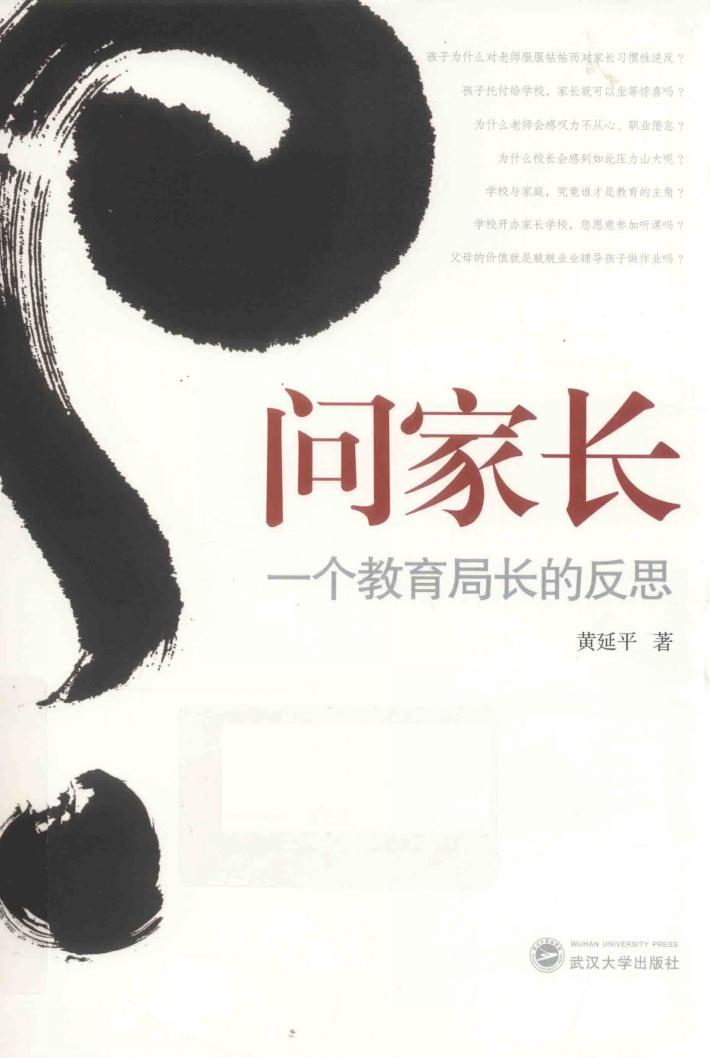 孩子为什么对老师服服帖帖而对家长习惯性逆反？
孩子托付给学校，家长就可以坐等惊喜吗？
为什么老师会感叹力不从心、职业倦怠？
为什么校长会感到如此压力山大呢？
学校与家庭，究竟谁才是教育的主角？
学校开办家长学校，您愿意参加听课吗？
父母的价值就是兢兢业业辅导孩子做作业吗？
问家长
一个教育局长的反思
黄延平 著
WUHAN UNIVERSITY PRESS
武汉大学出版社